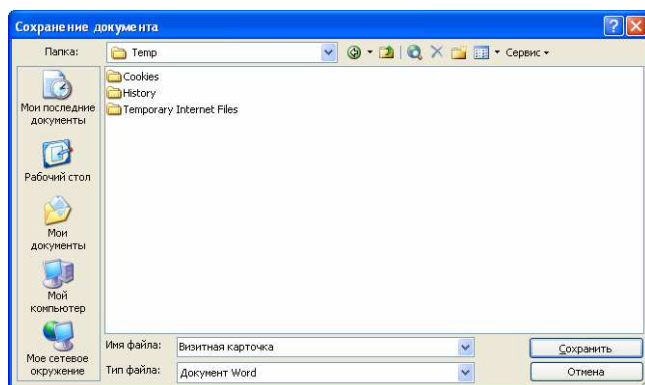 Сохранение документа
Папка:
Temp
Сервис
Cookies
History
Temporary Internet Files
Мои последние
документы
Рабочий стол
Мои
документы
Мой
компьютер
Мое сетевое
окружение
Имя файла:
Визитная карточка
Сохранить
Тип файла:
Документ Word
Отмена